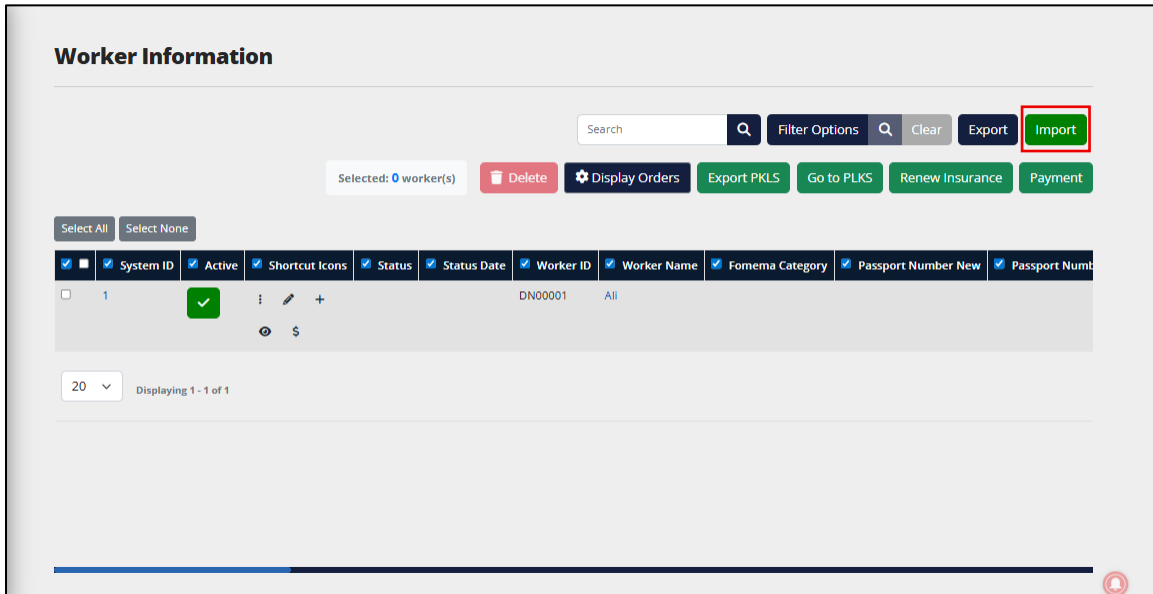 Worker Information
Search Filter Options Clear Export Import
Selected: 0 worker(s) Delete Display Orders Export PKLS Go to PLKS Renew Insurance Payment
Select All Select None
System ID Active Shortcut Icons Status Status Date Worker ID Worker Name Fomema Category Passport Number New Passport Numb
1 DN00001 Ali
$
20 Displaying 1 - 1 of 1